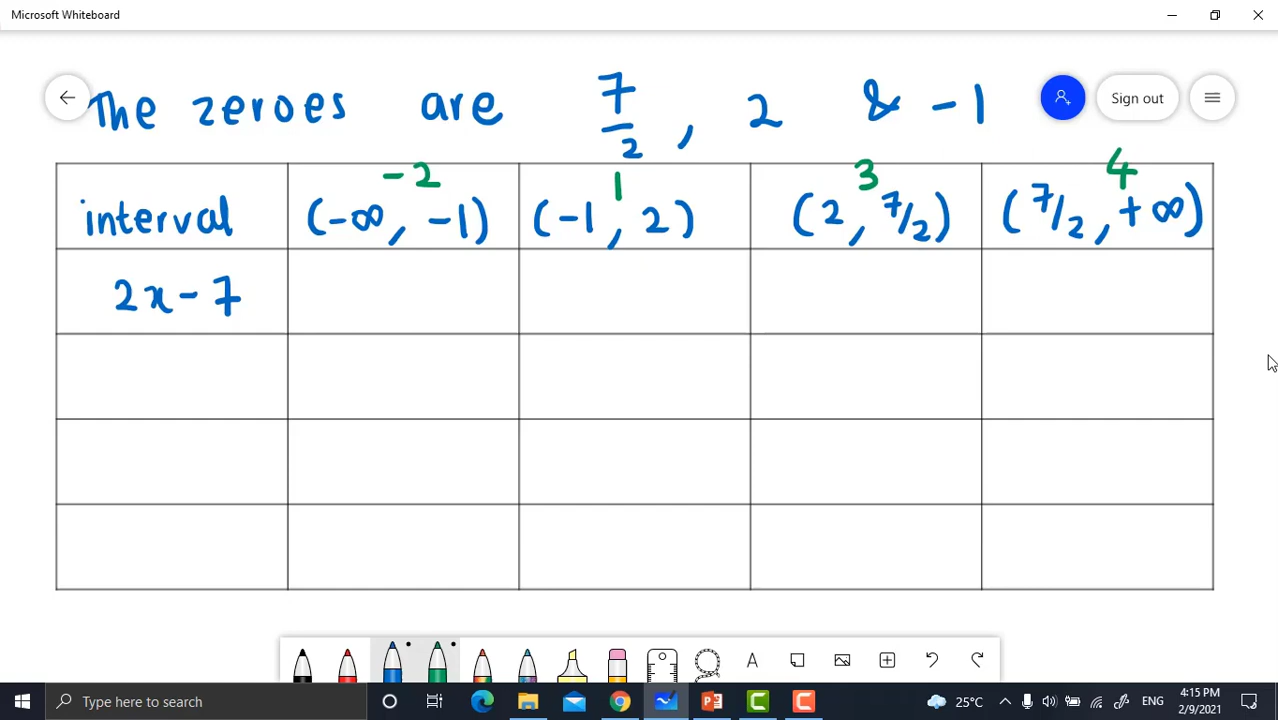 Microsoft Whiteboard
The zeroes are 7/2, 2 & -1
Sign out
-2 1 3 4
interval (-∞, -1) (-1, 2) (2, 7/2) (7/2, +∞)
2x-7
A
Type here to search
25°C ENG 4:15 PM
2/9/2021